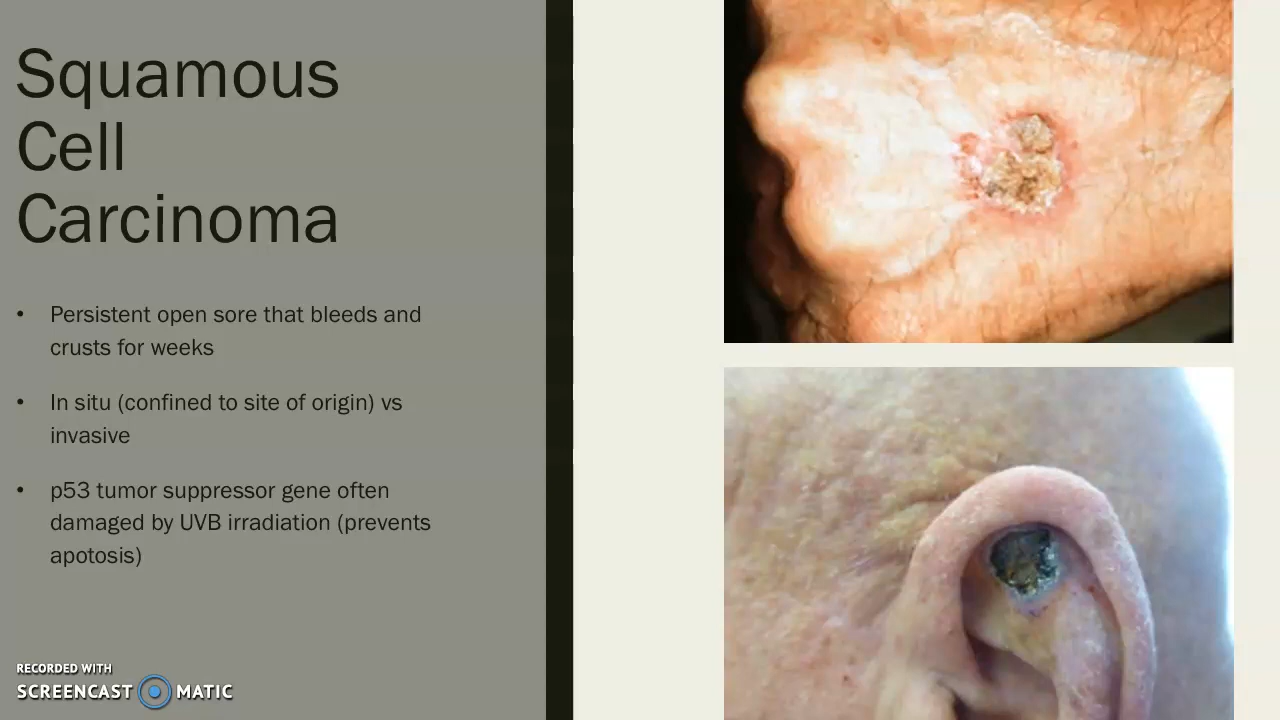 Squamous
Cell
Carcinoma
• Persistent open sore that bleeds and
crusts for weeks
• In situ (confined to site of origin) vs
invasive
• p53 tumor suppressor gene often
damaged by UVB irradiation (prevents
apotosis)
RECORDED WITH
SCREENCAST MATIC